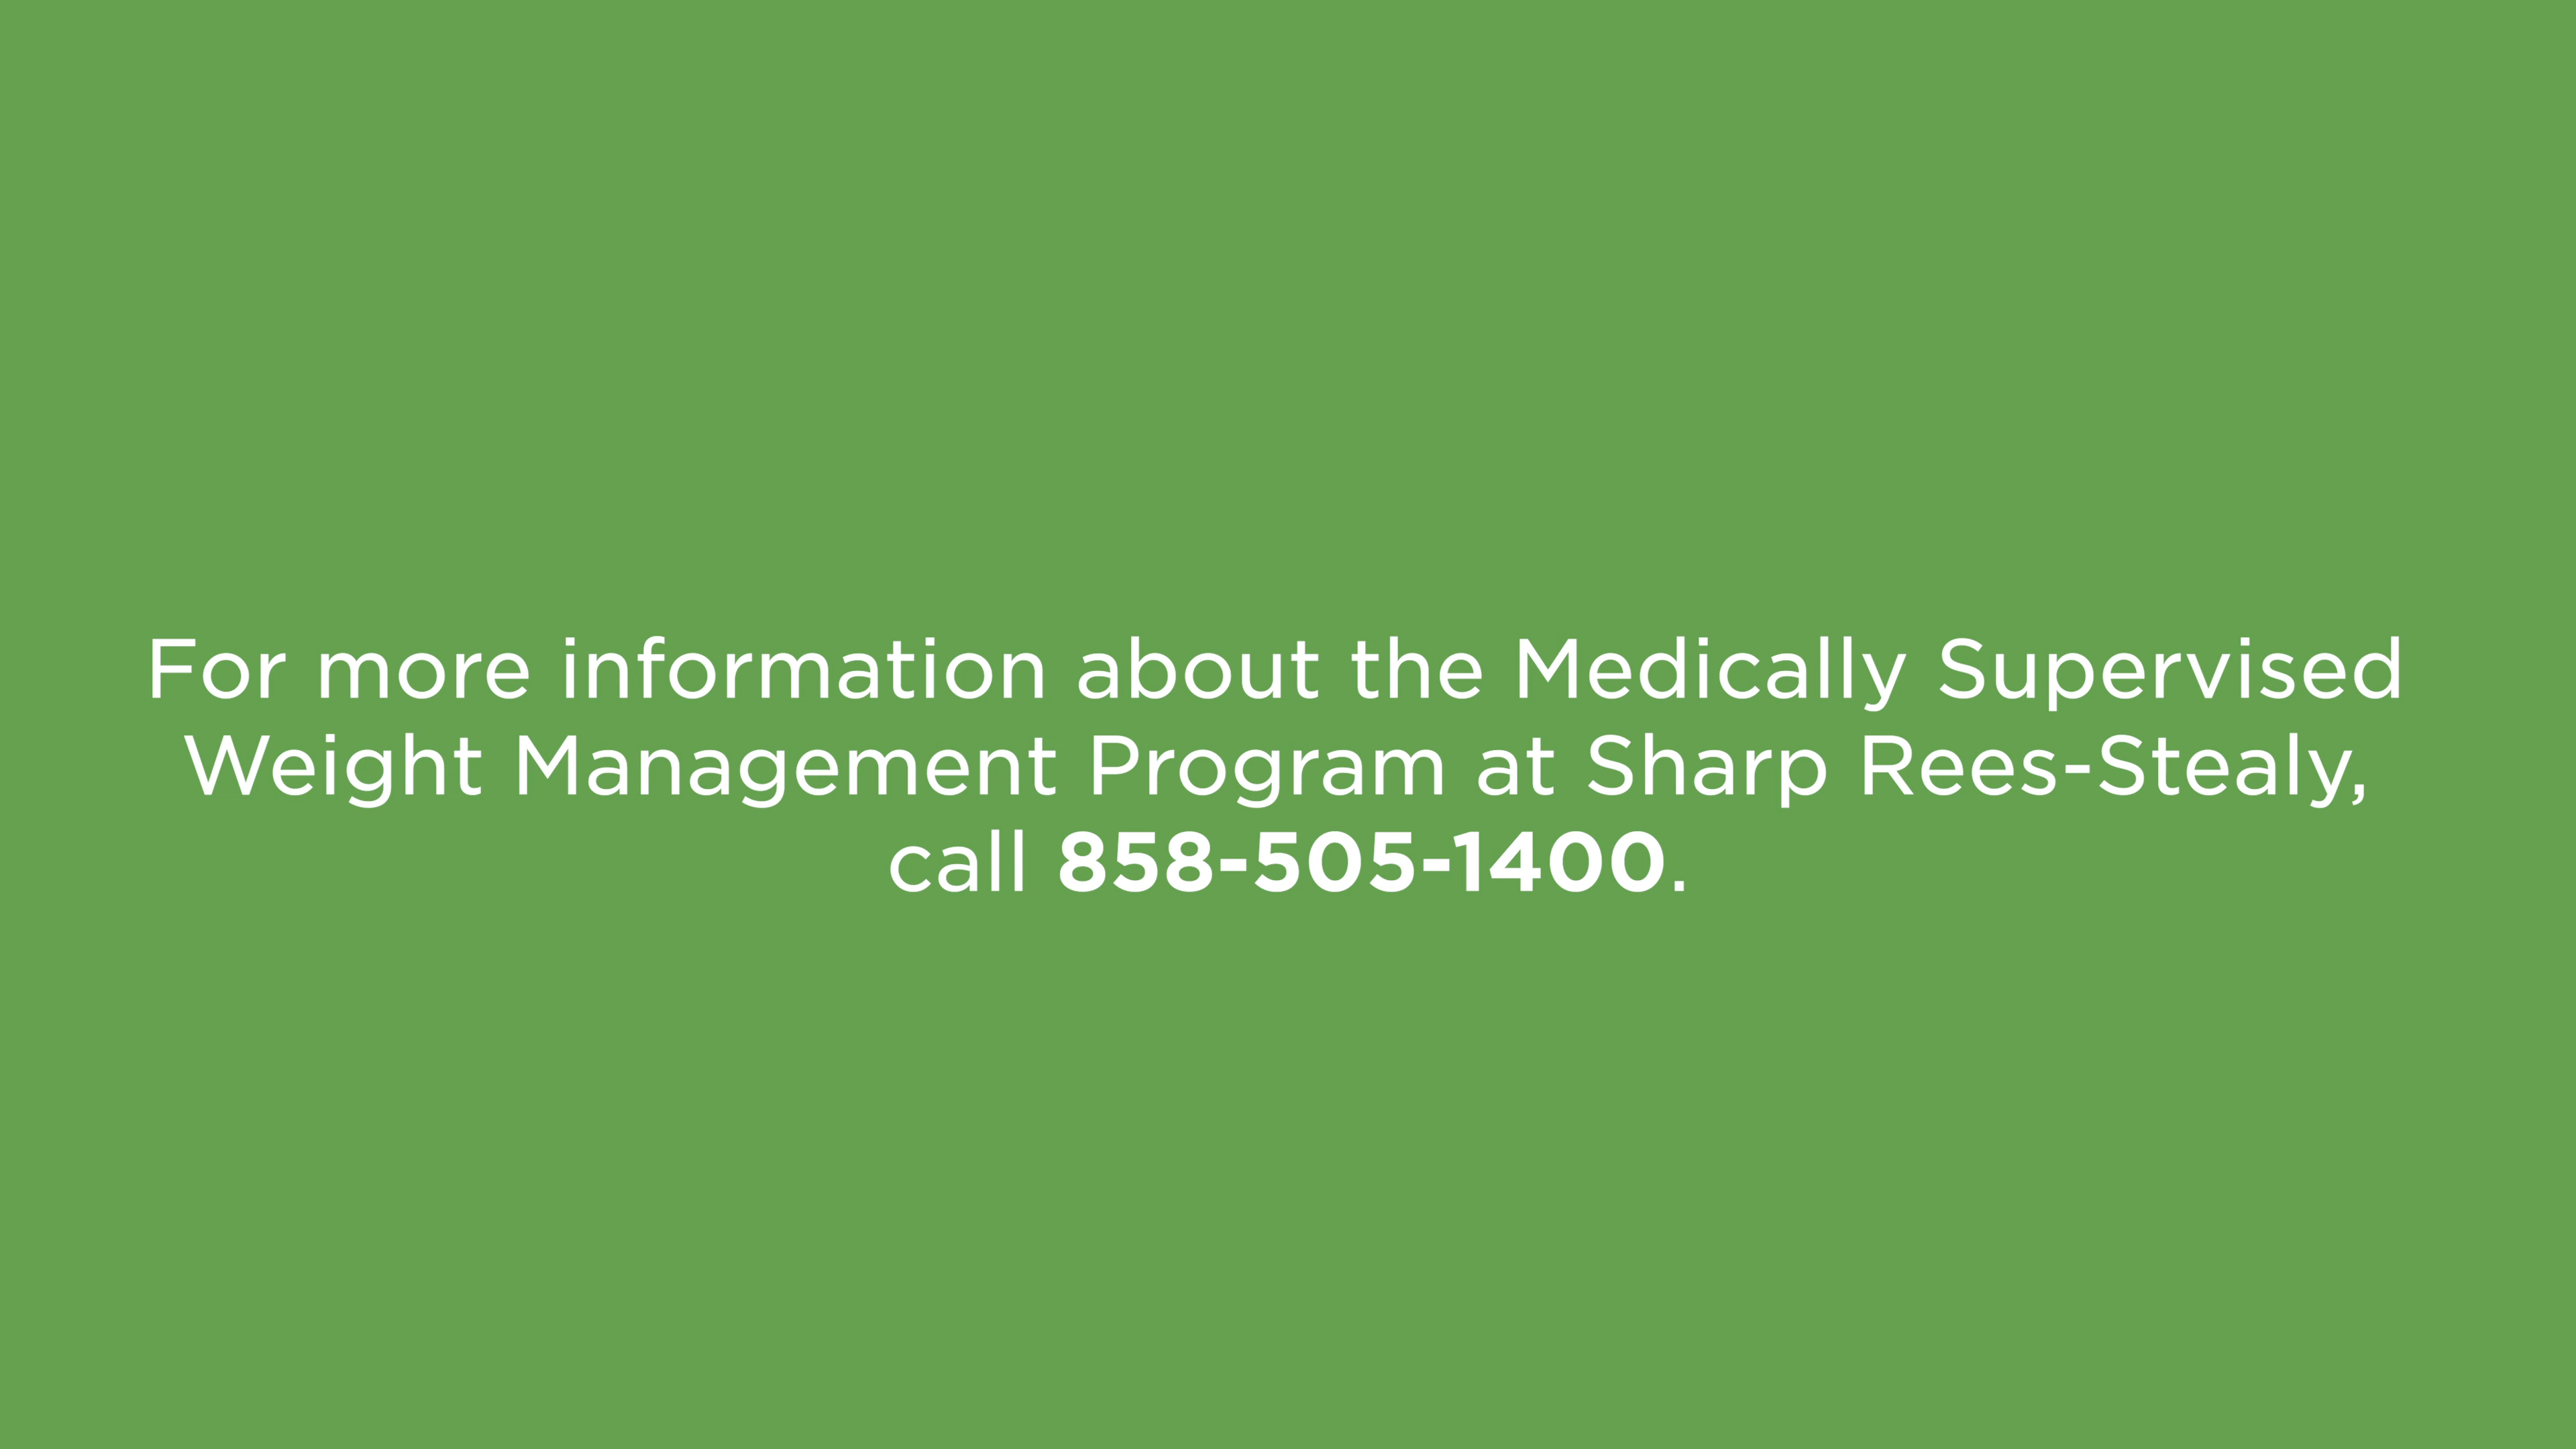 For more information about the Medically Supervised
Weight Management Program at Sharp Rees-Stealy,
call 858-505-1400.